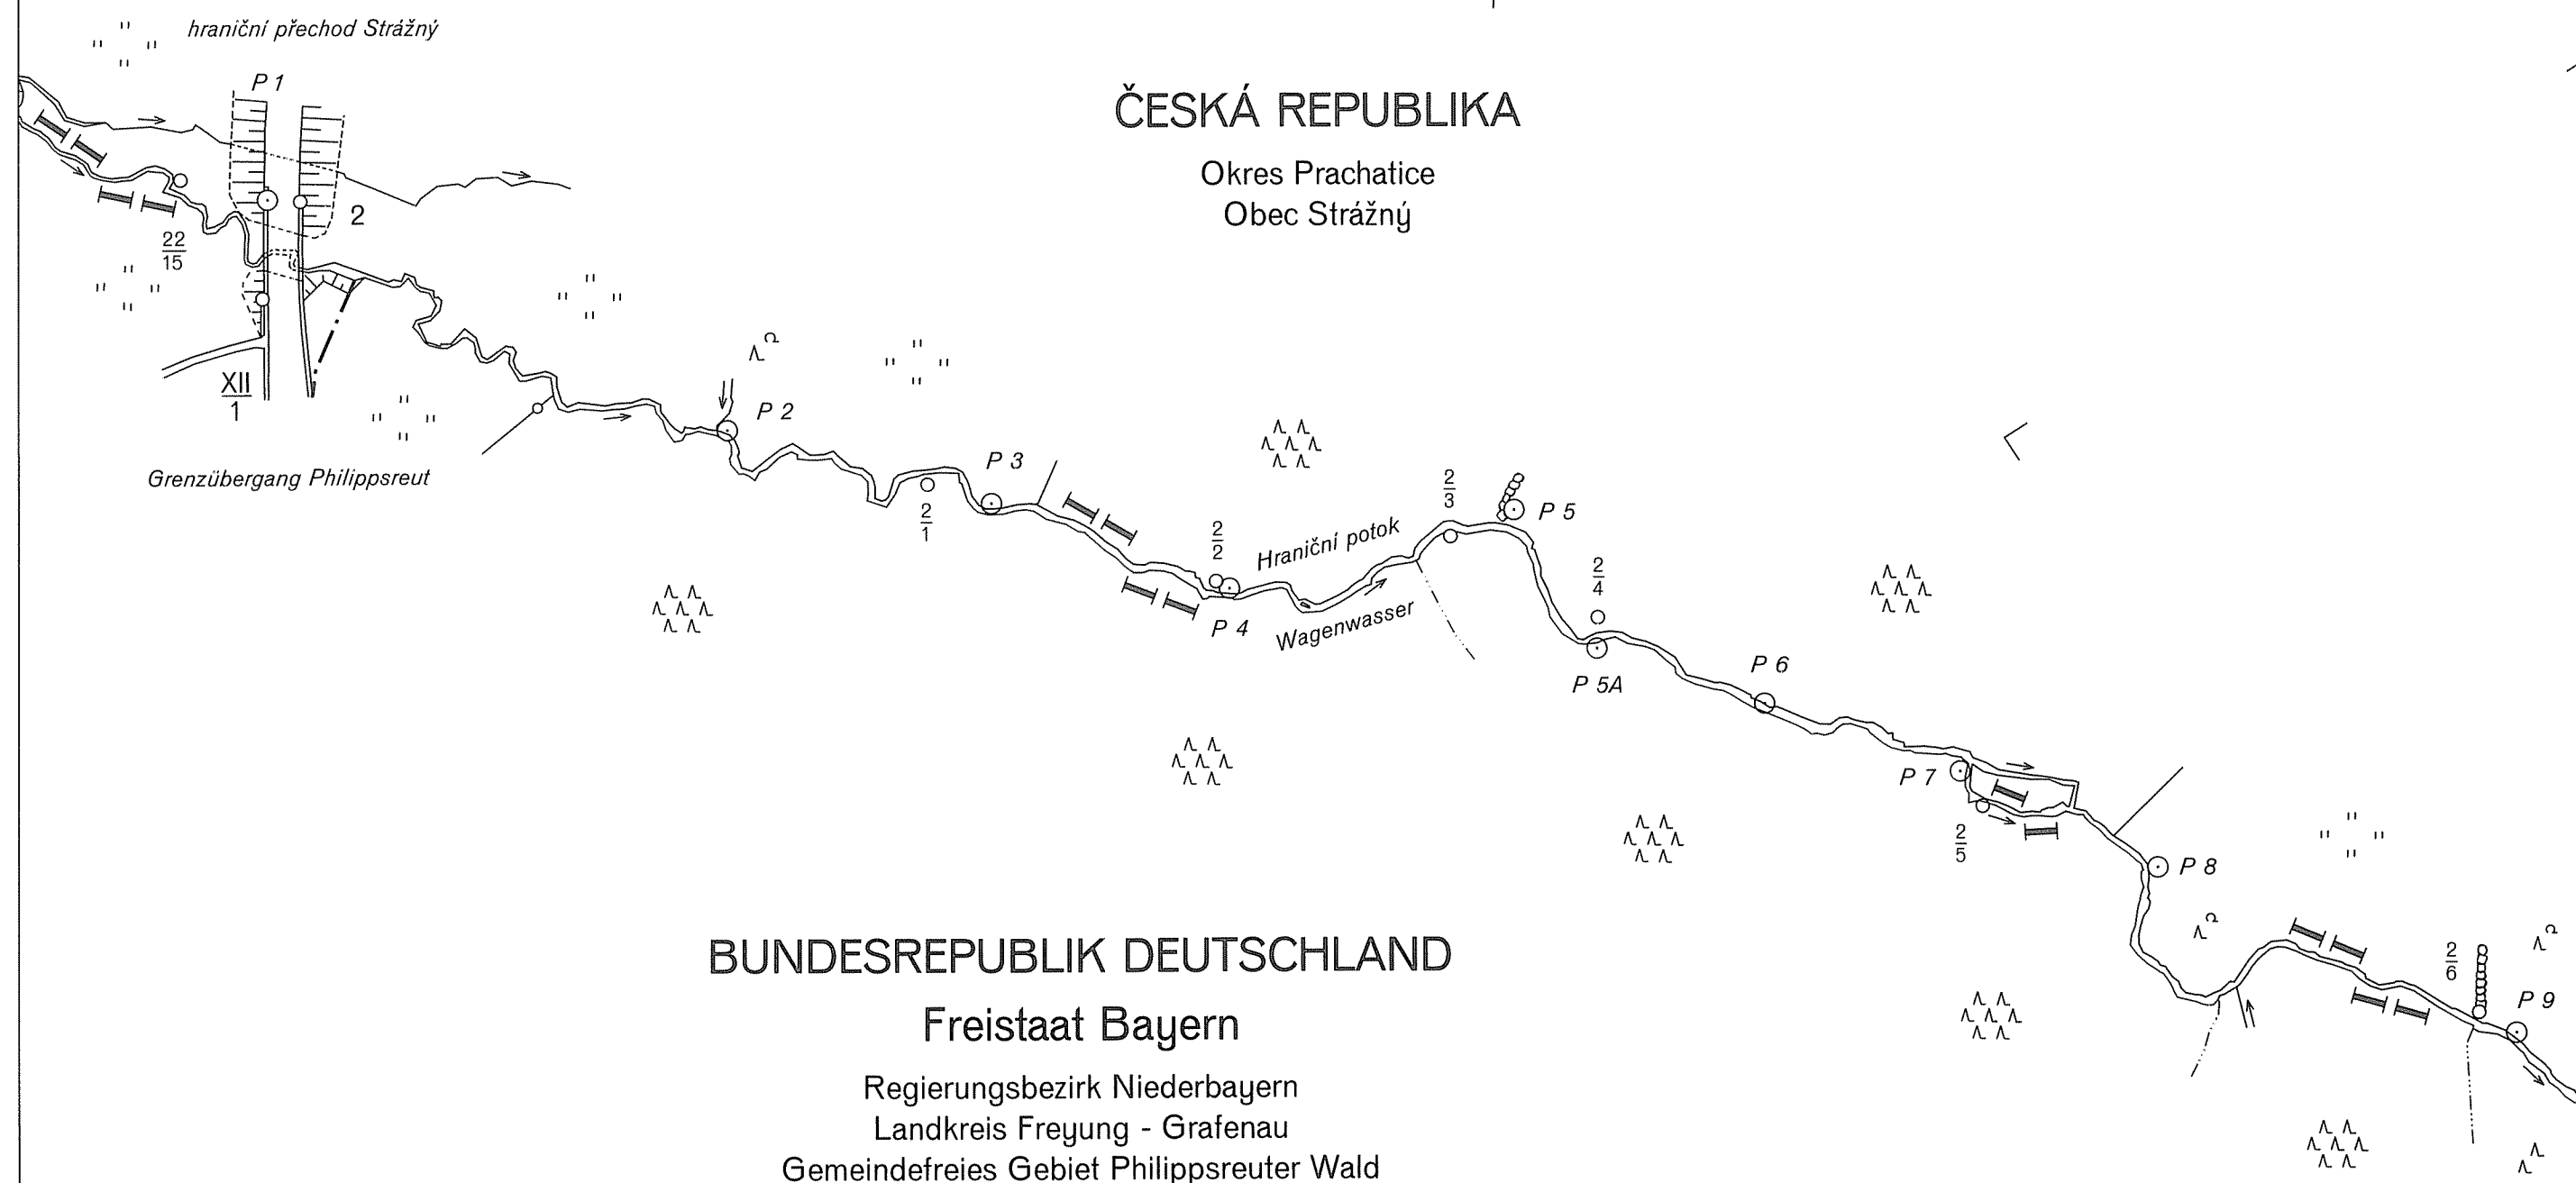 hraniční přechod Strážný
P 1
ČESKÁ REPUBLIKA
Okres Prachatice
Obec Strážný
2
22
15
XII
1
Grenzübergang Philippsreut
P 2
P 3
2
1
2
2
P 4
Hraniční potok
Wagenwasser
2
3
P 5
2
4
P 5A
P 6
P 7
2
5
P 8
2
6
P 9
BUNDESREPUBLIK DEUTSCHLAND
Freistaat Bayern
Regierungsbezirk Niederbayern
Landkreis Freyung - Grafenau
Gemeindefreies Gebiet Philippsreuter Wald